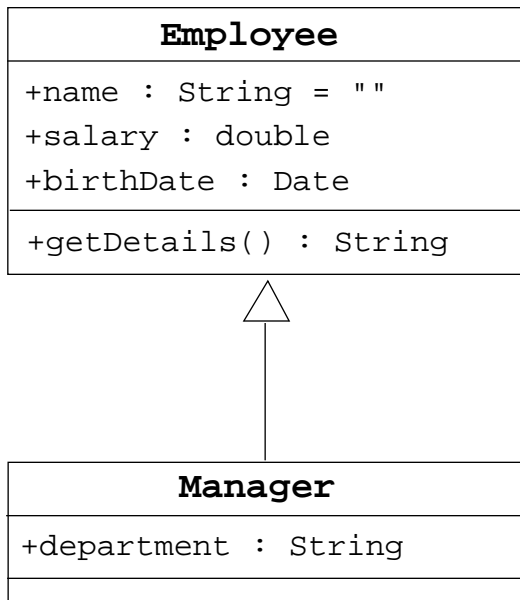 Employee
+name : String = ""
+salary : double
+birthDate : Date
+getDetails() : String
Manager
+department : String